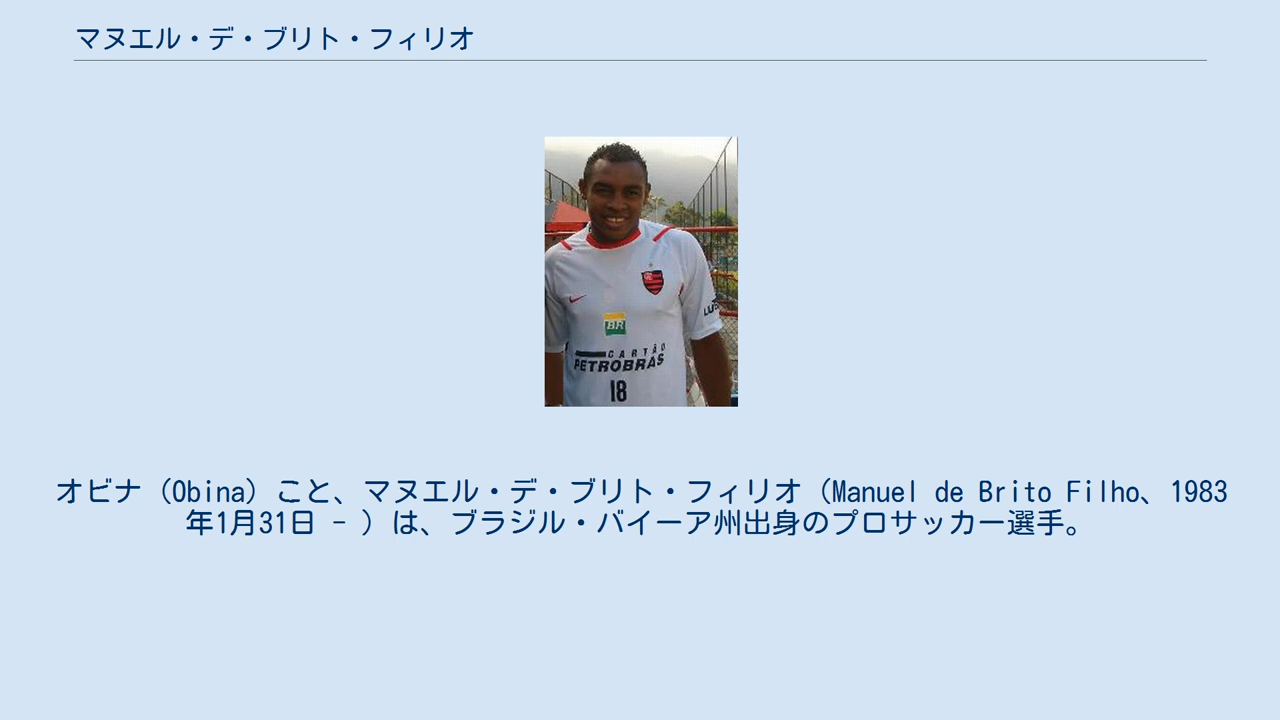 マヌエル・デ・ブリト・フィリオ
BR
CARTÃO
PETROBRAS
18
オビナ（Obina）こと、マヌエル・デ・ブリト・フィリオ（Manuel de Brito Filho、1983
年1月31日 - ）は、ブラジル・バイーア州出身のプロサッカー選手。